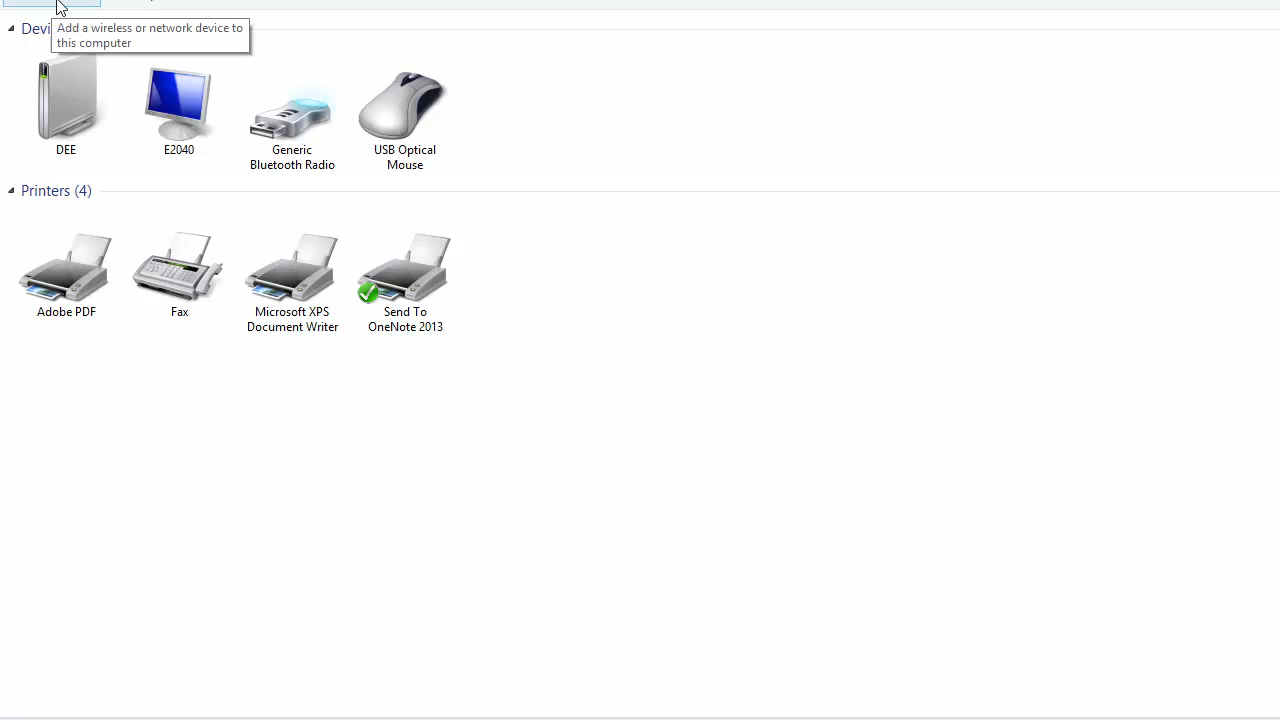 Add a wireless or network device to
this computer
Devi
DEE
E2040
Generic
Bluetooth Radio
USB Optical
Mouse
Printers (4)
Adobe PDF
Fax
Microsoft XPS
Document Writer
Send To
OneNote 2013